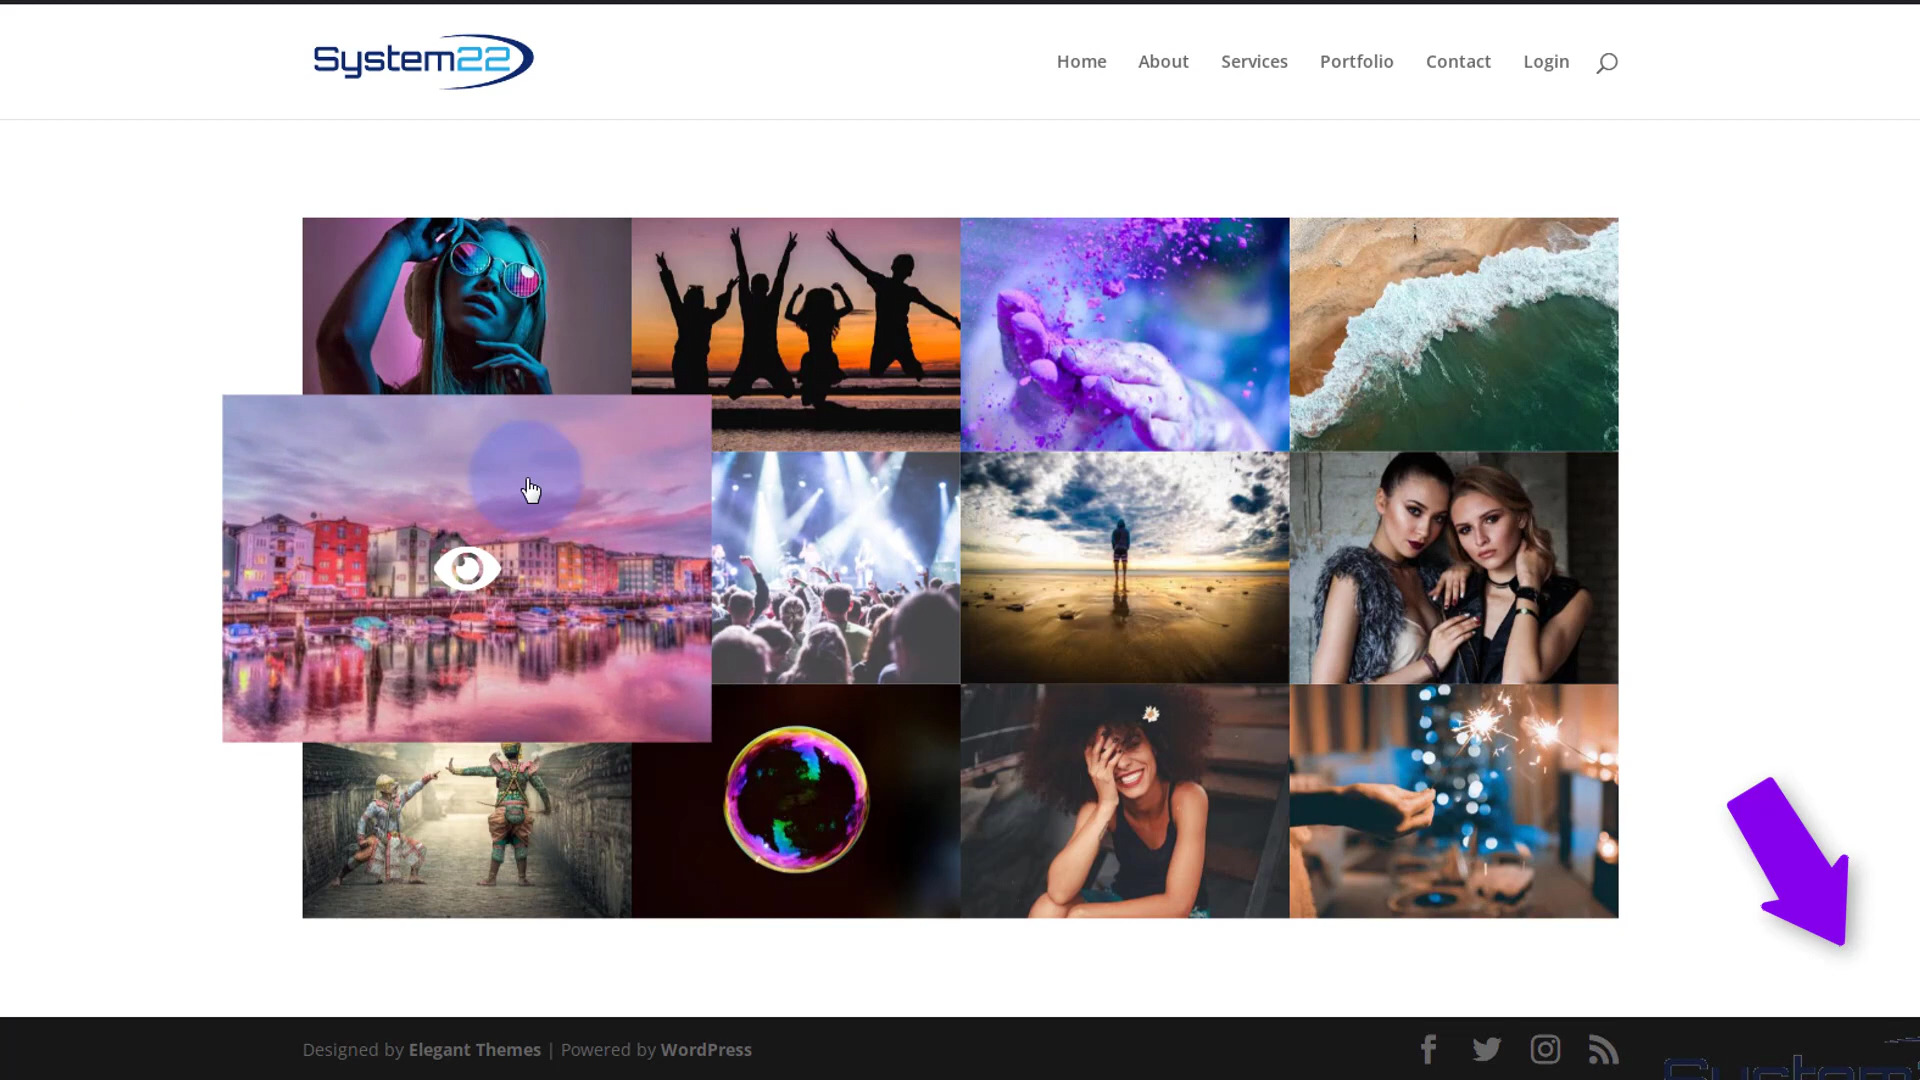 System22
Home About Services Portfolio Contact Login
Designed by Elegant Themes | Powered by WordPress